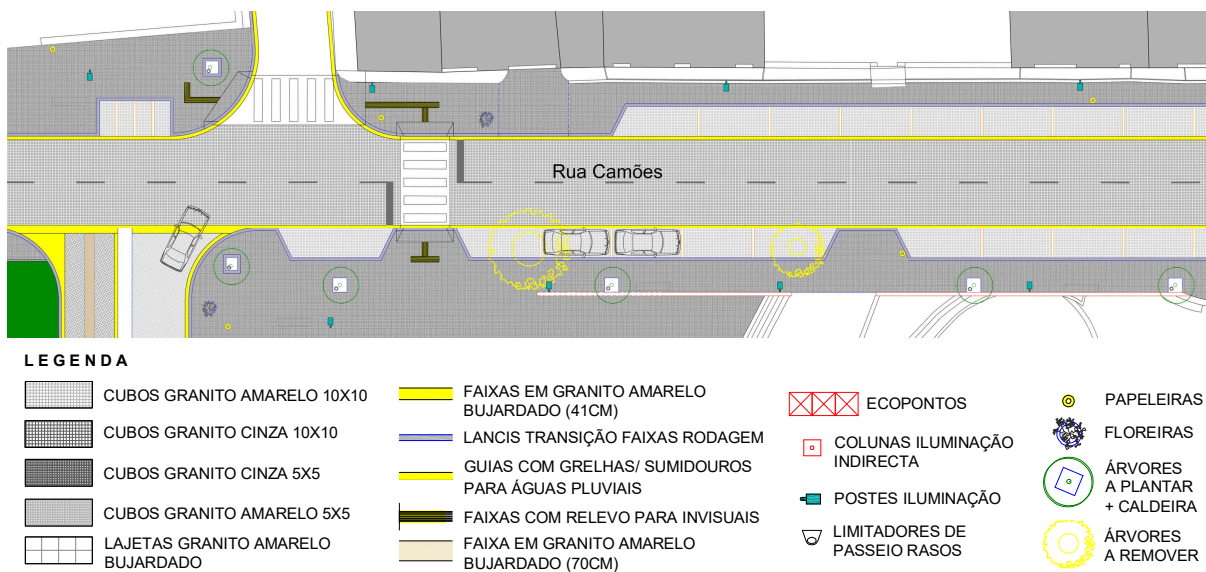 Rua Camões
L E G E N D A
CUBOS GRANITO AMARELO 10X10
CUBOS GRANITO CINZA 10X10
CUBOS GRANITO CINZA 5X5
CUBOS GRANITO AMARELO 5X5
LAJETAS GRANITO AMARELO
BUJARDADO
FAIXAS EM GRANITO AMARELO
BUJARDADO (41CM)
LANCIS TRANSIÇÃO FAIXAS RODAGEM
GUIAS COM GRELHAS/ SUMIDOUROS
PARA ÁGUAS PLUVIAIS
FAIXAS COM RELEVO PARA INVISUAIS
FAIXA EM GRANITO AMARELO
BUJARDADO (70CM)
ECOPONTOS
COLUNAS ILUMINAÇÃO
INDIRECTA
POSTES ILUMINAÇÃO
LIMITADORES DE
PASSEIO RASOS
PAPELEIRAS
FLOREIRAS
ÁRVORES
A PLANTAR
+ CALDEIRA
ÁRVORES
A REMOVER